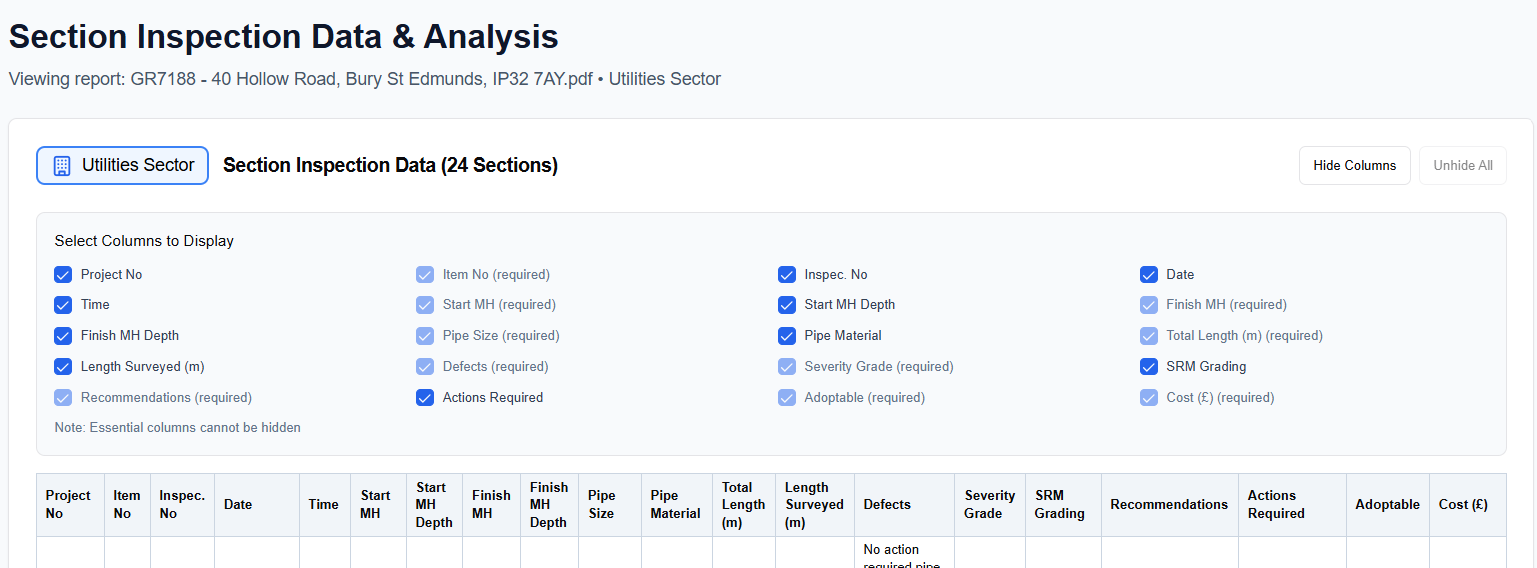 Section Inspection Data & Analysis
Viewing report: GR7188 - 40 Hollow Road, Bury St Edmunds, IP32 7AY.pdf • Utilities Sector
Utilities Sector
Section Inspection Data (24 Sections)
Hide Columns
Unhide All
Select Columns to Display
Project No
Item No (required)
Inspec. No
Date
Time
Start MH (required)
Start MH Depth
Finish MH (required)
Finish MH Depth
Pipe Size (required)
Pipe Material
Total Length (m) (required)
Length Surveyed (m)
Defects (required)
Severity Grade (required)
SRM Grading
Recommendations (required)
Actions Required
Adoptable (required)
Cost (£) (required)
Note: Essential columns cannot be hidden
Project
No
Item
No
Inspec.
No
Date
Time
Start
MH
Start
MH
Depth
Finish
MH
Finish
MH
Depth
Pipe
Size
Pipe
Material
Total
Length
(m)
Length
Surveyed
(m)
Defects
Severity
Grade
SRM
Grading
Recommendations
Actions
Required
Adoptable
Cost (£)
No action
required pipe